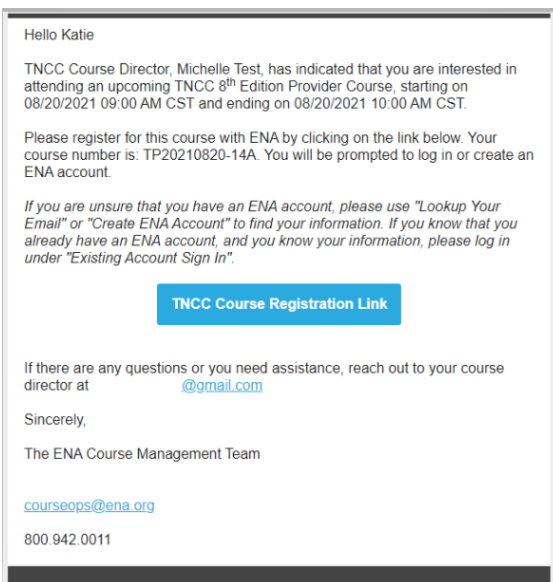 Hello Katie
TNCC Course Director, Michelle Test, has indicated that you are interested in
attending an upcoming TNCC 8th Edition Provider Course, starting on
08/20/2021 09:00 AM CST and ending on 08/20/2021 10:00 AM CST.
Please register for this course with ENA by clicking on the link below. Your
course number is: TP20210820-14A. You will be prompted to log in or create an
ENA account.
If you are unsure that you have an ENA account, please use "Lookup Your
Email" or "Create ENA Account" to find your information. If you know that you
already have an ENA account, and you know your information, please log in
under "Existing Account Sign In".
TNCC Course Registration Link
If there are any questions or you need assistance, reach out to your course
director at @gmail.com
Sincerely,
The ENA Course Management Team
courseops@ena.org
800.942.0011